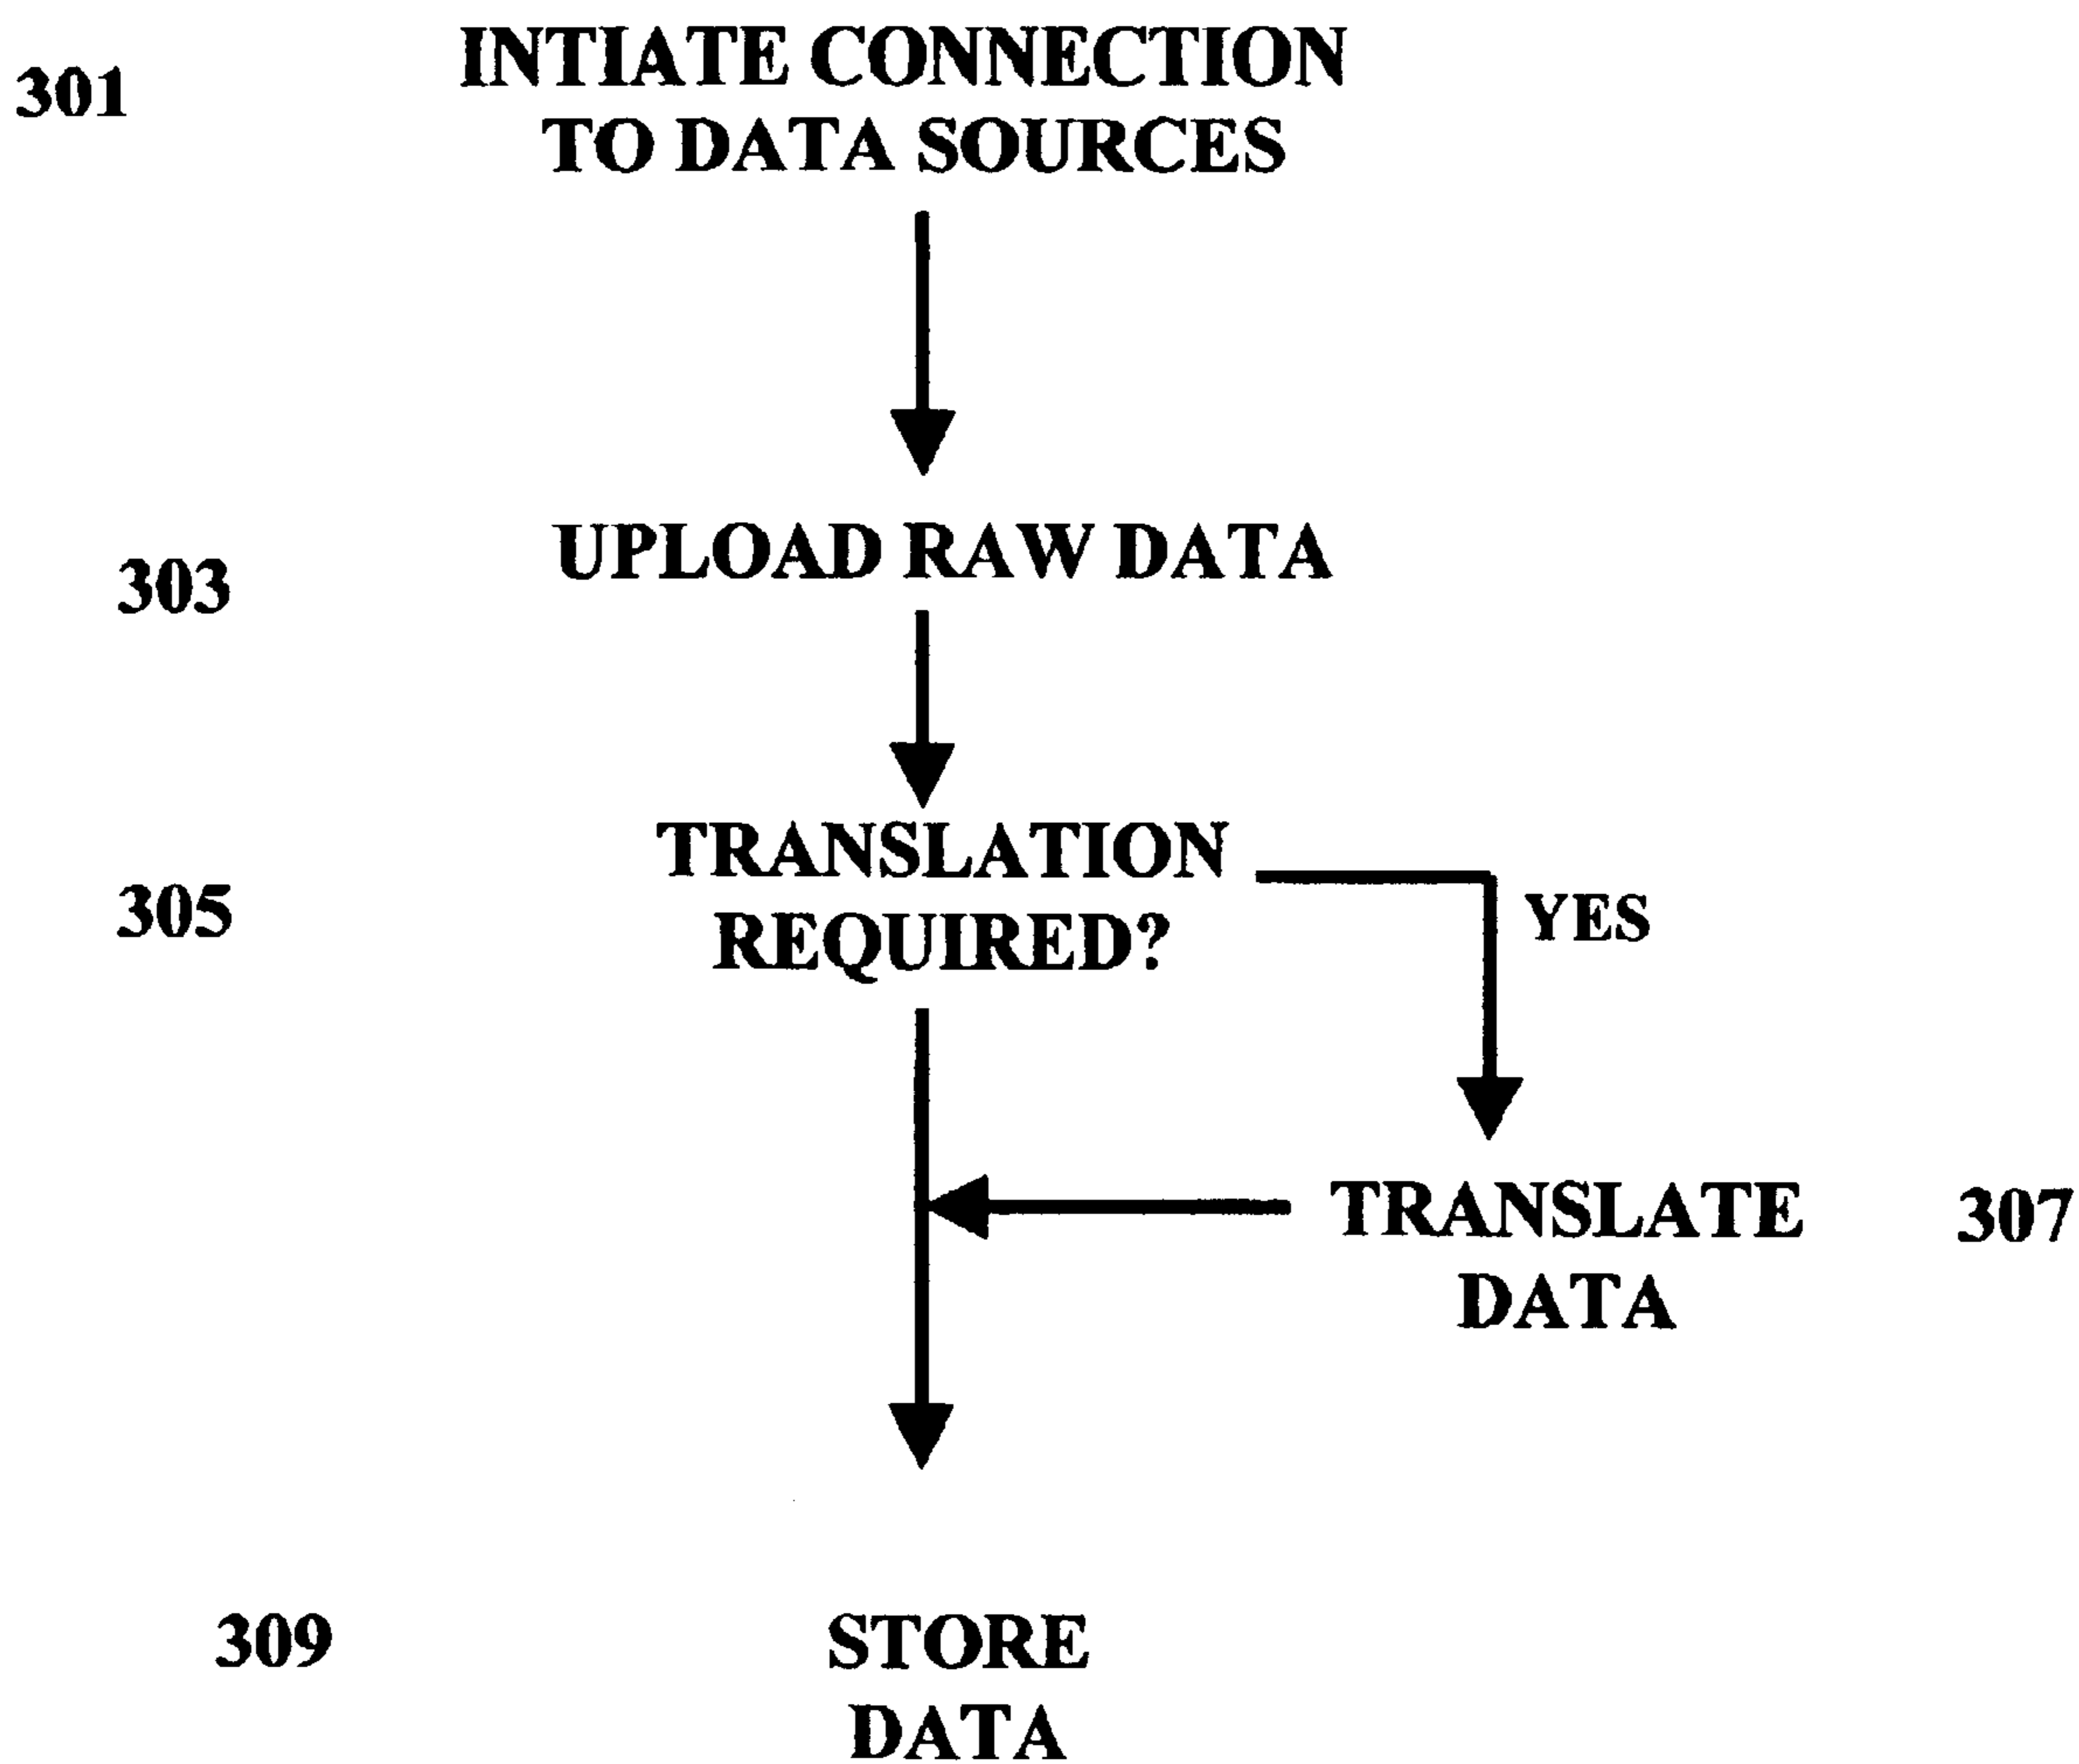 301
INTIATE CONNECTION
TO DATA SOURCES
303
UPLOAD RAW DATA
305
TRANSLATION
REQUIRED?
YES
TRANSLATE
DATA
307
309
STORE
DATA